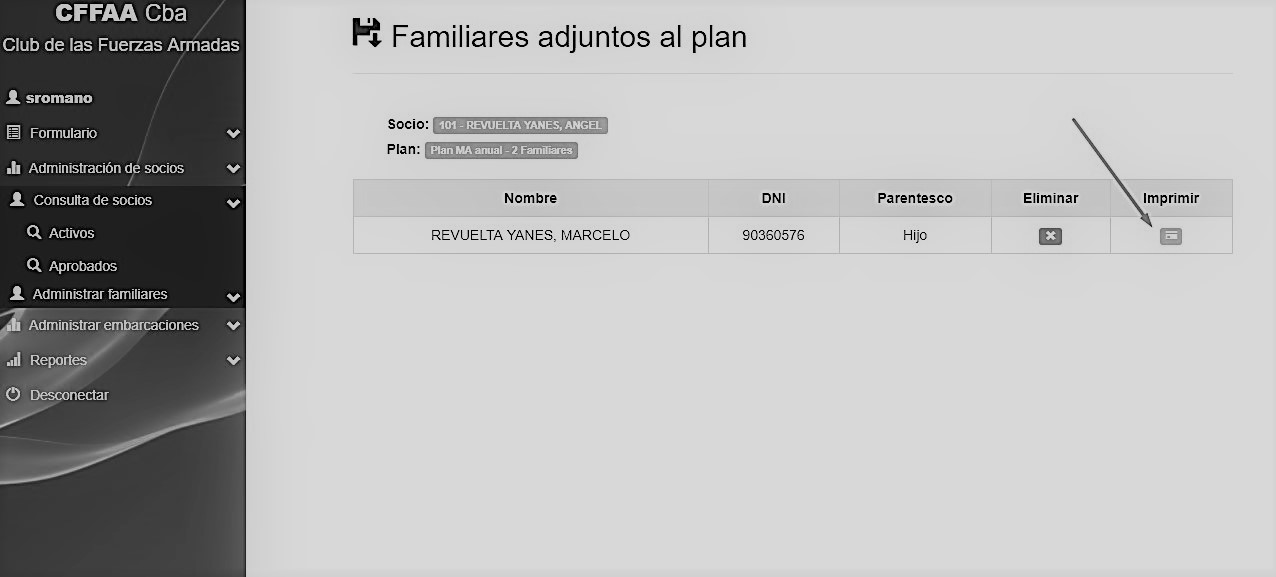 CFFAA Cba
Club de las Fuerzas Armadas
sromano
Formulario
Administración de socios
Consulta de socios
Activos
Aprobados
Administrar familiares
Administrar embarcaciones
Reportes
Desconectar
Familiares adjuntos al plan
Socio: 101 - REVUELTA YANES, ANGEL
Plan: Plan MA anual - 2 Familiares
Nombre DNI Parentesco Eliminar Imprimir
REVUELTA YANES, MARCELO 90360576 Hijo